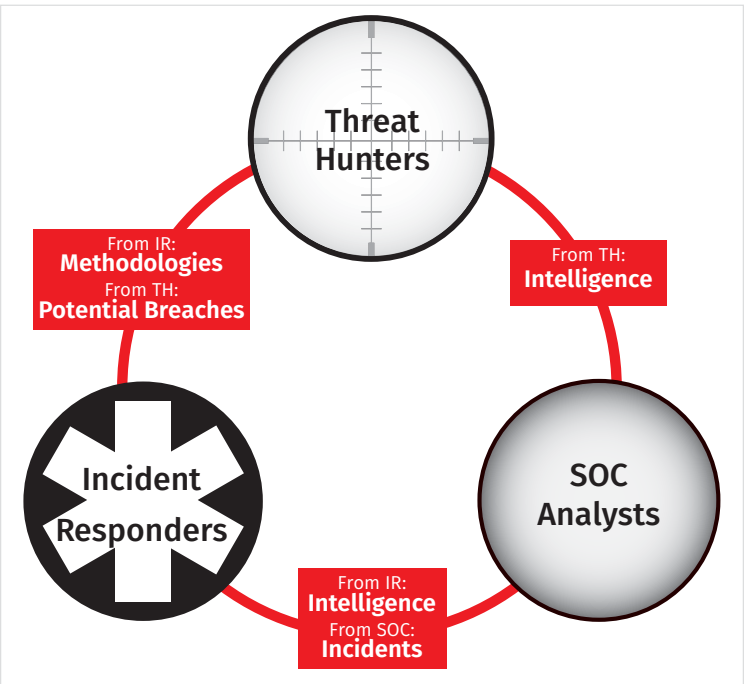 Threat
Hunters
From IR:
Methodologies
From TH:
Potential Breaches
From TH:
Intelligence
Incident
Responders
SOC
Analysts
From IR:
Intelligence
From SOC:
Incidents